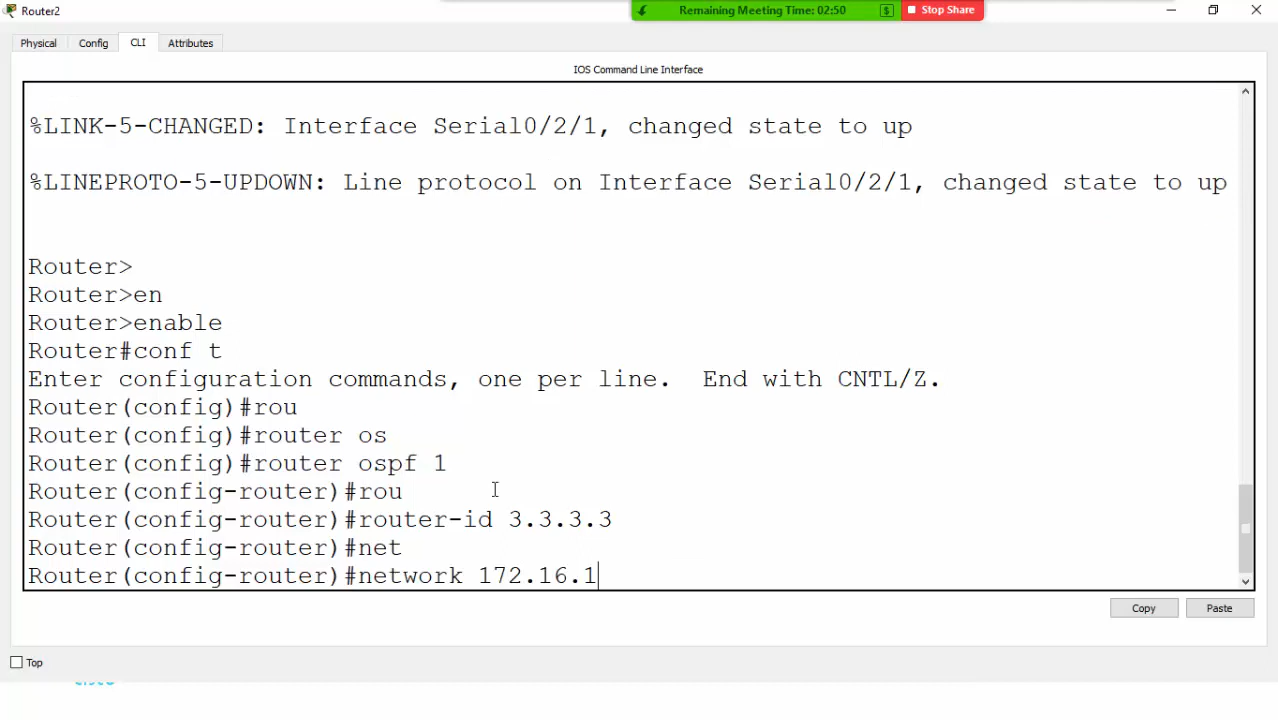 Router2
Remaining Meeting Time: 02:50
$
Stop Share
Physical
Config
CLI
Attributes
IOS Command Line Interface
%LINK-5-CHANGED: Interface Serial0/2/1, changed state to up
%LINEPROTO-5-UPDOWN: Line protocol on Interface Serial0/2/1, changed state to up
Router>
Router>en
Router>enable
Router#conf t
Enter configuration commands, one per line.  End with CNTL/Z.
Router(config)#rou
Router(config)#router os
Router(config)#router ospf 1
Router(config-router)#rou
Router(config-router)#router-id 3.3.3.3
Router(config-router)#net
Router(config-router)#network 172.16.1
Copy
Paste
Top